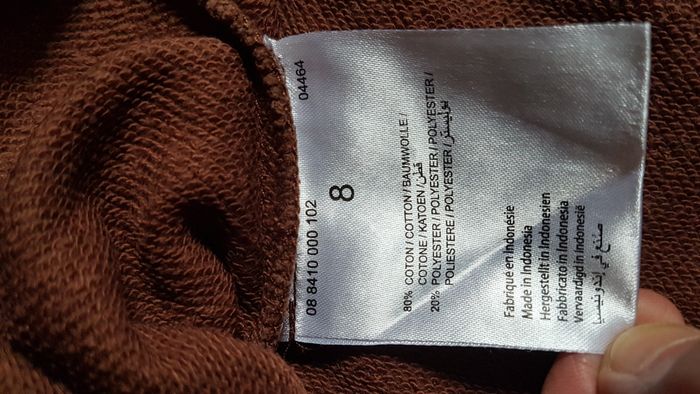 08 8410 000 102 04464
8
80% COTON / COTTON / BAUMWOLLE /
COTONE / KATOEN / قطن
20% POLYESTER / POLYESTER / POLYESTER /
POLIESTERE / POLYESTER / بوليستر
Fabriqué en Indonésie
Made in Indonesia
Hergestellt in Indonesien
Fabbricato in Indonesia
Vervaardigd in Indonesië
صنع في إندونيسيا